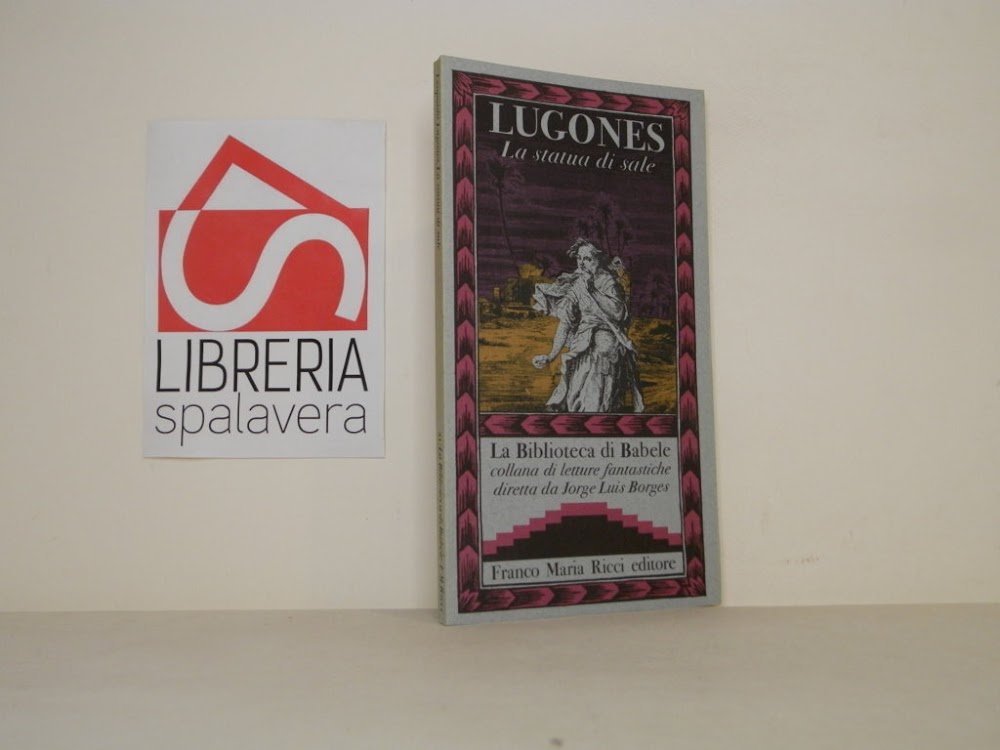 LIBRERIA
spalavera
LUGONES
La statua di sale
La Biblioteca di Babele
collana di letture fantastiche
diretta da Jorge Luis Borges
Franco Maria Ricci editore